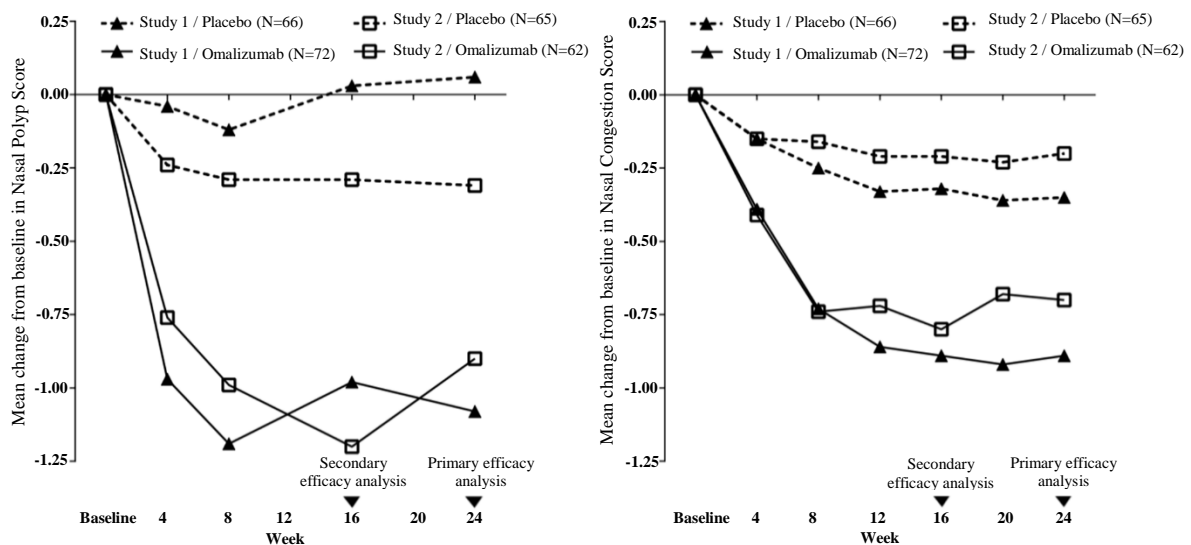 Study 1 / Placebo (N=66)
Study 2 / Placebo (N=65)
Study 1 / Omalizumab (N=72)
Study 2 / Omalizumab (N=62)
Mean change from baseline in Nasal Polyp Score
0.25
0.00
-0.25
-0.50
-0.75
-1.00
-1.25
Secondary
efficacy analysis
Primary efficacy
analysis
Baseline 4 8 12 16 20 24
Week
Study 1 / Placebo (N=66)
Study 2 / Placebo (N=65)
Study 1 / Omalizumab (N=72)
Study 2 / Omalizumab (N=62)
Mean change from baseline in Nasal Congestion Score
0.25
0.00
-0.25
-0.50
-0.75
-1.00
-1.25
Secondary
efficacy analysis
Primary efficacy
analysis
Baseline 4 8 12 16 20 24
Week